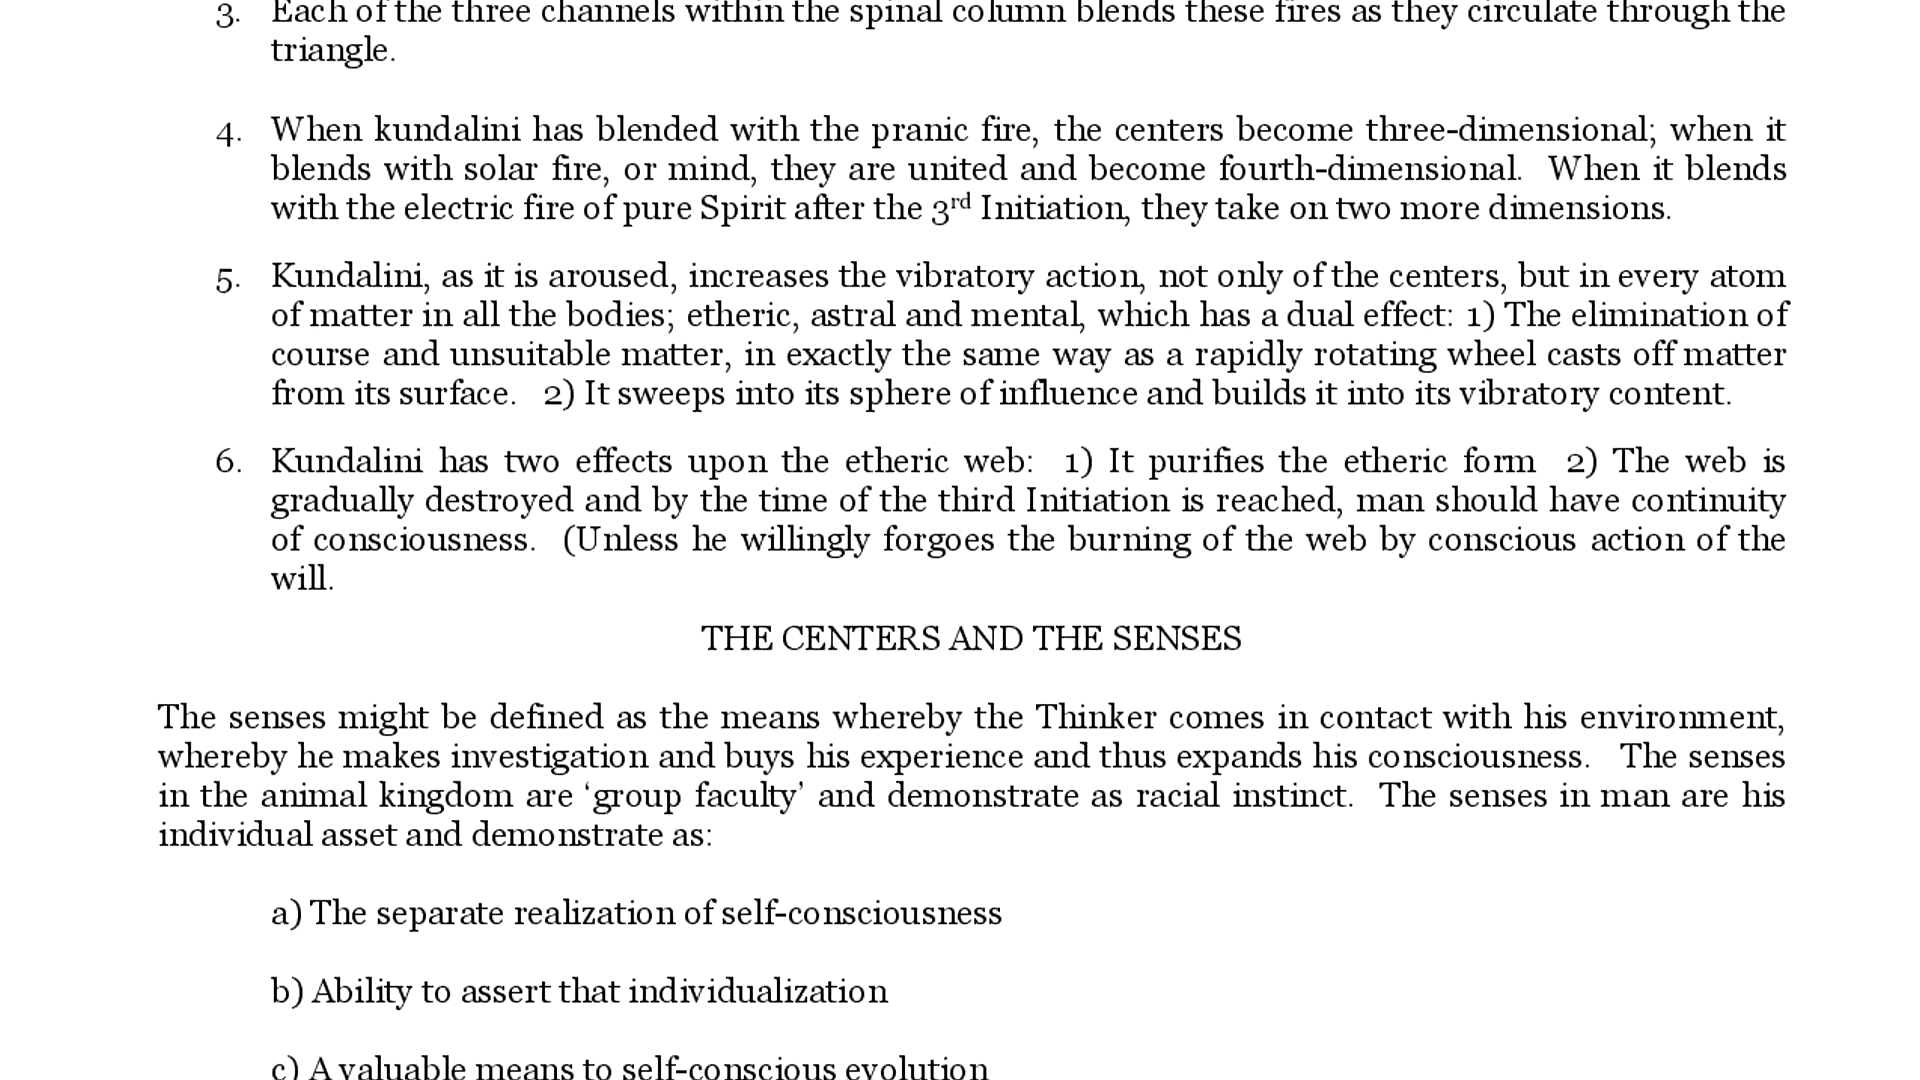 3. Each of the three channels within the spinal column blends these fires as they circulate through the
triangle.
4. When kundalini has blended with the pranic fire, the centers become three-dimensional; when it
blends with solar fire, or mind, they are united and become fourth-dimensional. When it blends
with the electric fire of pure Spirit after the 3rd Initiation, they take on two more dimensions.
5. Kundalini, as it is aroused, increases the vibratory action, not only of the centers, but in every atom
of matter in all the bodies; etheric, astral and mental, which has a dual effect: 1) The elimination of
course and unsuitable matter, in exactly the same way as a rapidly rotating wheel casts off matter
from its surface. 2) It sweeps into its sphere of influence and builds it into its vibratory content.
6. Kundalini has two effects upon the etheric web: 1) It purifies the etheric form 2) The web is
gradually destroyed and by the time of the third Initiation is reached, man should have continuity
of consciousness. (Unless he willingly forgoes the burning of the web by conscious action of the
will.
THE CENTERS AND THE SENSES
The senses might be defined as the means whereby the Thinker comes in contact with his environment,
whereby he makes investigation and buys his experience and thus expands his consciousness. The senses
in the animal kingdom are ‘group faculty’ and demonstrate as racial instinct. The senses in man are his
individual asset and demonstrate as:
a) The separate realization of self-consciousness
b) Ability to assert that individualization
c) A valuable means to self-conscious evolution